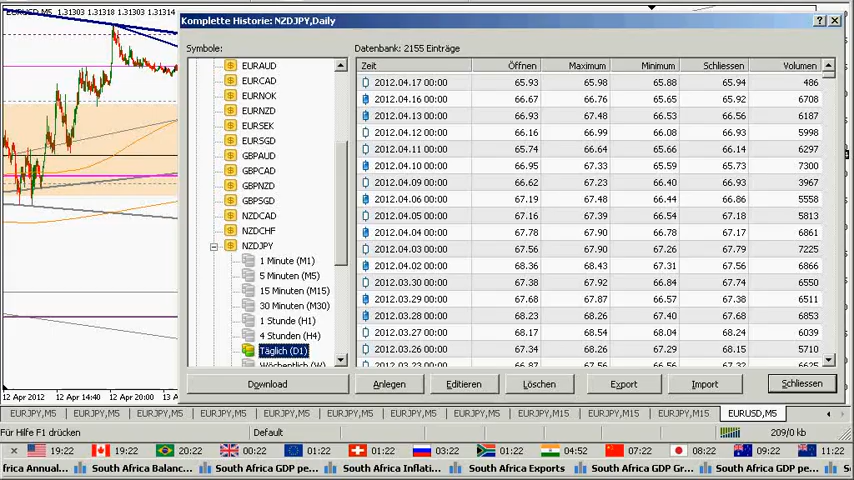 EURUSD,M5 1.31303 1.31318 1.31303 1.31314
Komplette Historie: NZDJPY,Daily
Symbole:
Datenbank: 2155 Einträge
EURAUD
EURCAD
EURNOK
EURNZD
EURSEK
EURSGD
GBPAUD
GBPCAD
GBPNZD
GBPSGD
NZDCAD
NZDCHF
NZDJPY
1 Minute (M1)
5 Minuten (M5)
15 Minuten (M15)
30 Minuten (M30)
1 Stunde (H1)
4 Stunden (H4)
Täglich (D1)
Wöchentlich (W)
Zeit Öffnen Maximum Minimum Schliessen Volumen
2012.04.17 00:00 65.93 65.98 65.88 65.94 486
2012.04.16 00:00 66.67 66.76 65.65 65.92 6708
2012.04.13 00:00 66.93 67.48 66.53 66.56 6187
2012.04.12 00:00 66.16 66.99 66.08 66.93 5998
2012.04.11 00:00 65.74 66.64 65.66 66.14 6297
2012.04.10 00:00 66.95 67.33 65.59 65.73 7300
2012.04.09 00:00 66.62 67.23 66.40 66.93 3967
2012.04.06 00:00 67.19 67.48 66.44 66.86 5558
2012.04.05 00:00 67.16 67.39 66.54 67.18 5813
2012.04.04 00:00 67.78 67.90 66.78 67.17 6861
2012.04.03 00:00 67.56 67.90 67.26 67.79 7225
2012.04.02 00:00 68.36 68.43 67.31 67.56 6866
2012.03.30 00:00 67.38 67.92 66.84 67.74 6550
2012.03.29 00:00 67.68 67.87 66.57 67.38 6511
2012.03.28 00:00 68.23 68.26 67.40 67.68 6853
2012.03.27 00:00 68.17 68.54 68.04 68.24 6039
2012.03.26 00:00 67.34 68.26 67.29 68.15 5710
Download Anlegen Editieren Löschen Export Import Schliessen
12 Apr 2012 12 Apr 14:40 12 Apr 20:00 13 A
EURJPY,M5 EURJPY,M5 EURJPY,M5 EURJPY,M5 EURJPY,M5 EURJPY,M5 EURJPY,M5 EURJPY,M15 EURJPY,M15 EURJPY,M15 EURUSD,M5
Für Hilfe F1 drücken Default 209/0 kb
19:22 19:22 20:22 00:22 01:22 01:22 03:22 01:22 04:52 07:22 08:22 09:22 11:22
frica Annual... South Africa Balanc... South Africa GDP pe... South Africa Inflati... South Africa Exports South Africa GDP Gr... South Africa GDP pe... So